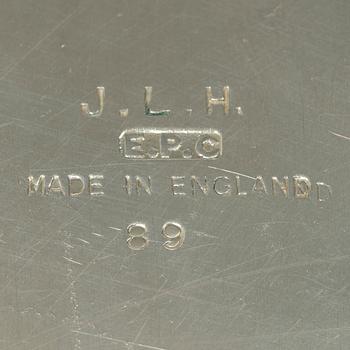 J.L.H.
E.P.C
MADE IN ENGLAND
89